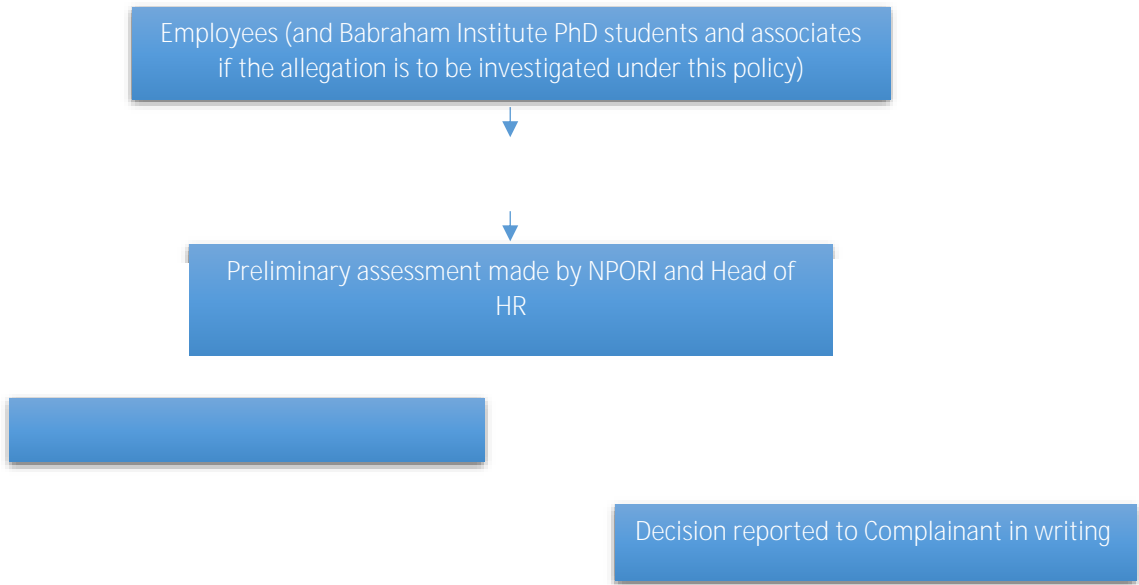 Employees (and Babraham Institute PhD students and associates
if the allegation is to be investigated under this policy)
Preliminary assessment made by NPORI and Head of
HR
Decision reported to Complainant in writing